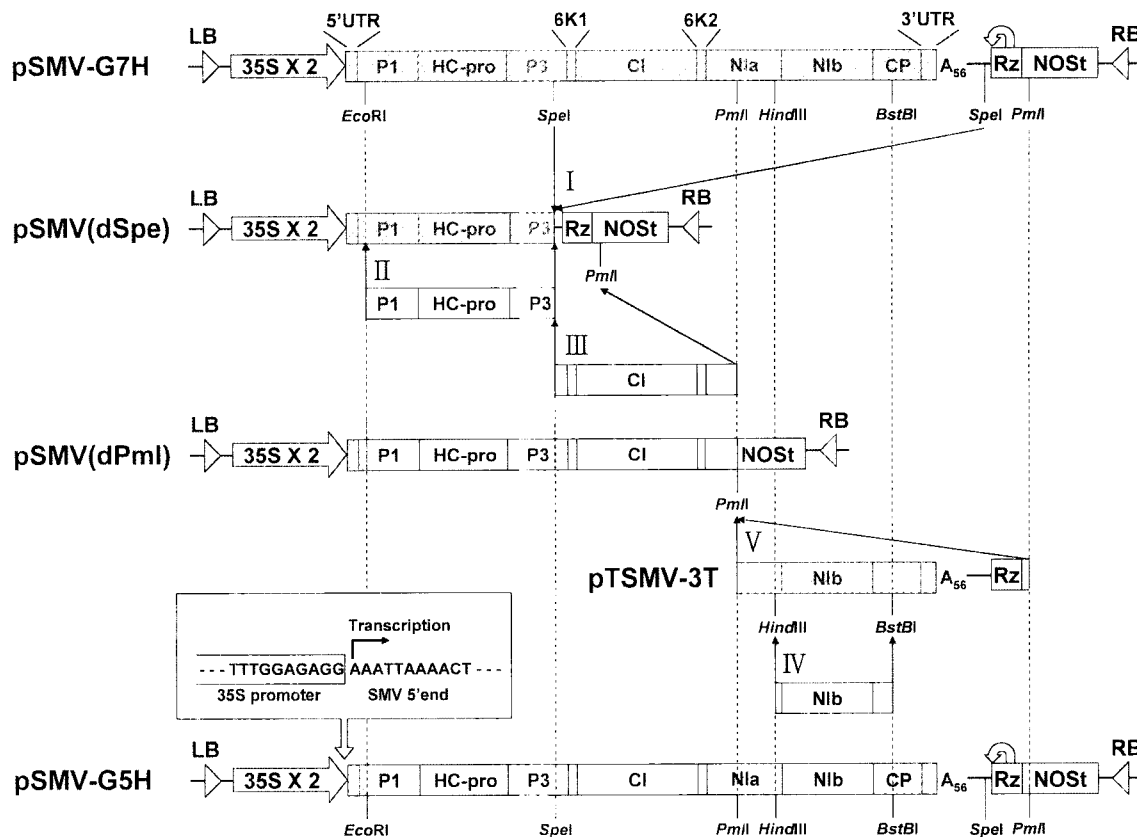 5'UTR 6K1 6K2 3'UTR
LB RB
pSMV-G7H 35S X 2 P1 HC-pro P3 CI NIa NIb CP A56 Rz NOSt
EcoRI SpeI PmlI HindIII BstBI SpeI PmlI
I
LB RB
pSMV(dSpe) 35S X 2 P1 HC-pro P3 Rz NOSt
II PmlI
P1 HC-pro P3
III
CI
LB RB
pSMV(dPmlI) 35S X 2 P1 HC-pro P3 CI NOSt
PmlI
V
pTSMV-3T NIb A56 Rz
HindIII BstBI
IV
NIb
Transcription
---TTTGGAGAGG AAATTAAAACT---
35S promoter SMV 5'end
LB RB
pSMV-G5H 35S X 2 P1 HC-pro P3 CI NIa NIb CP A56 Rz NOSt
EcoRI SpeI PmlI HindIII BstBI SpeI PmlI